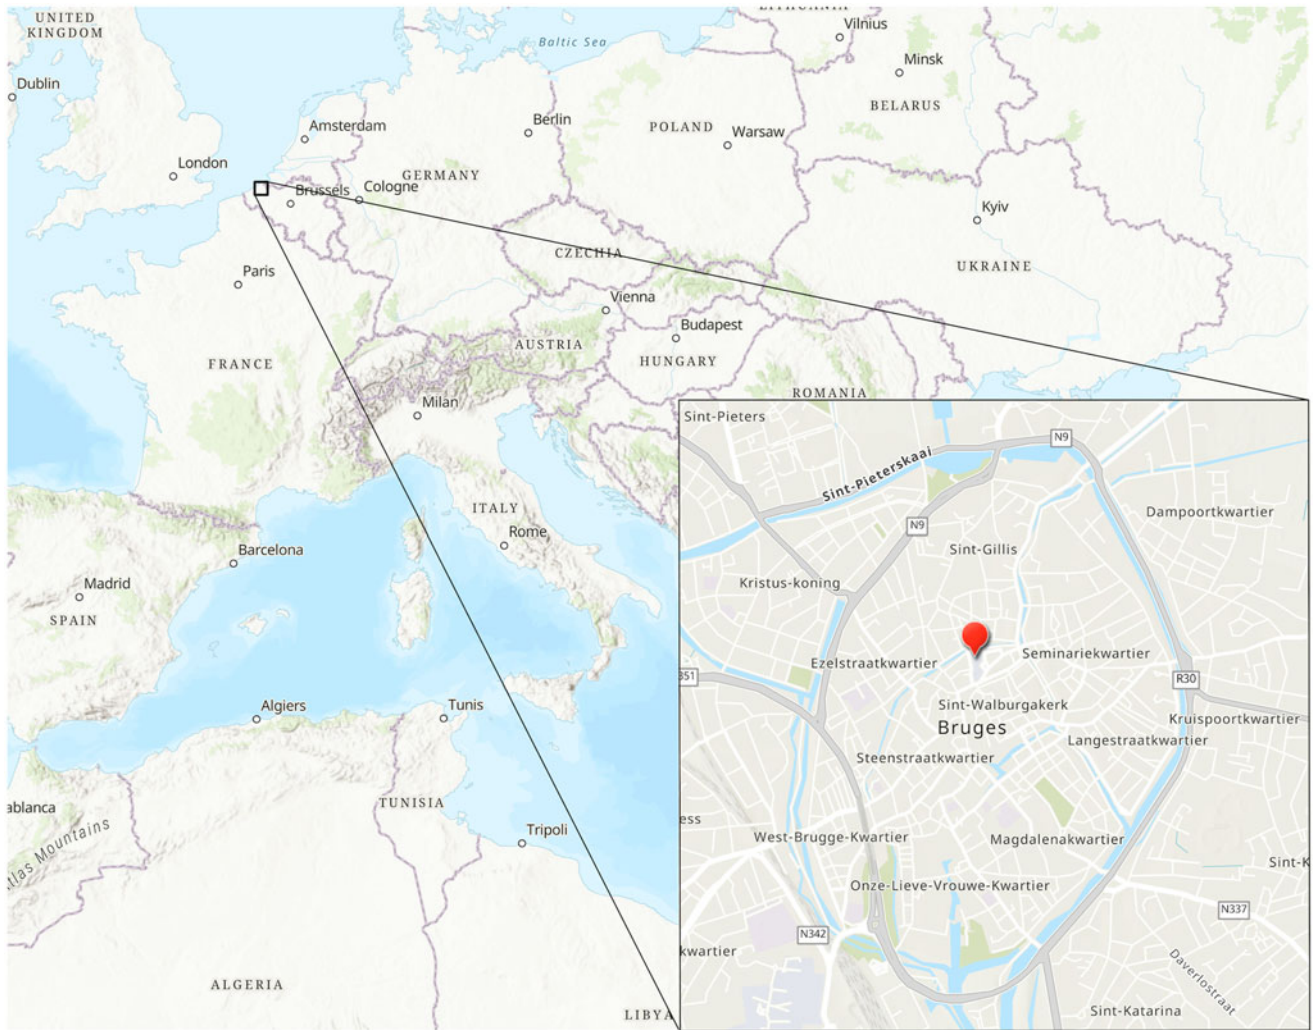 LITHUANIA
Vilnius
UNITED
KINGDOM
Baltic Sea
Minsk
Dublin
BELARUS
Amsterdam
Berlin
POLAND
Warsaw
London
GERMANY
Brussels
Cologne
Kyiv
CZECHIA
UKRAINE
Paris
Vienna
Budapest
AUSTRIA
HUNGARY
FRANCE
ROMANIA
Milan
ITALY
Rome
Barcelona
Madrid
SPAIN
Algiers
Tunis
TUNISIA
ablanca
Tripoli
llas Mountains
ALGERIA
LIBYA
Sint-Pieters
N9
Sint-Pieterskaai
Dampoortkwartier
N9
Sint-Gillis
Kristus-koning
Seminariekwartier
Ezelstraatkwartier
351
R30
Sint-Walburgakerk
Kruispoortkwartier
Bruges
Langestraatkwartier
Steenstraatkwartier
ess
West-Brugge-Kwartier
Magdalenakwartier
Sint-K
Onze-Lieve-Vrouwe-Kwartier
N337
N342
kwartier
Daverlostraat
Sint-Katarina